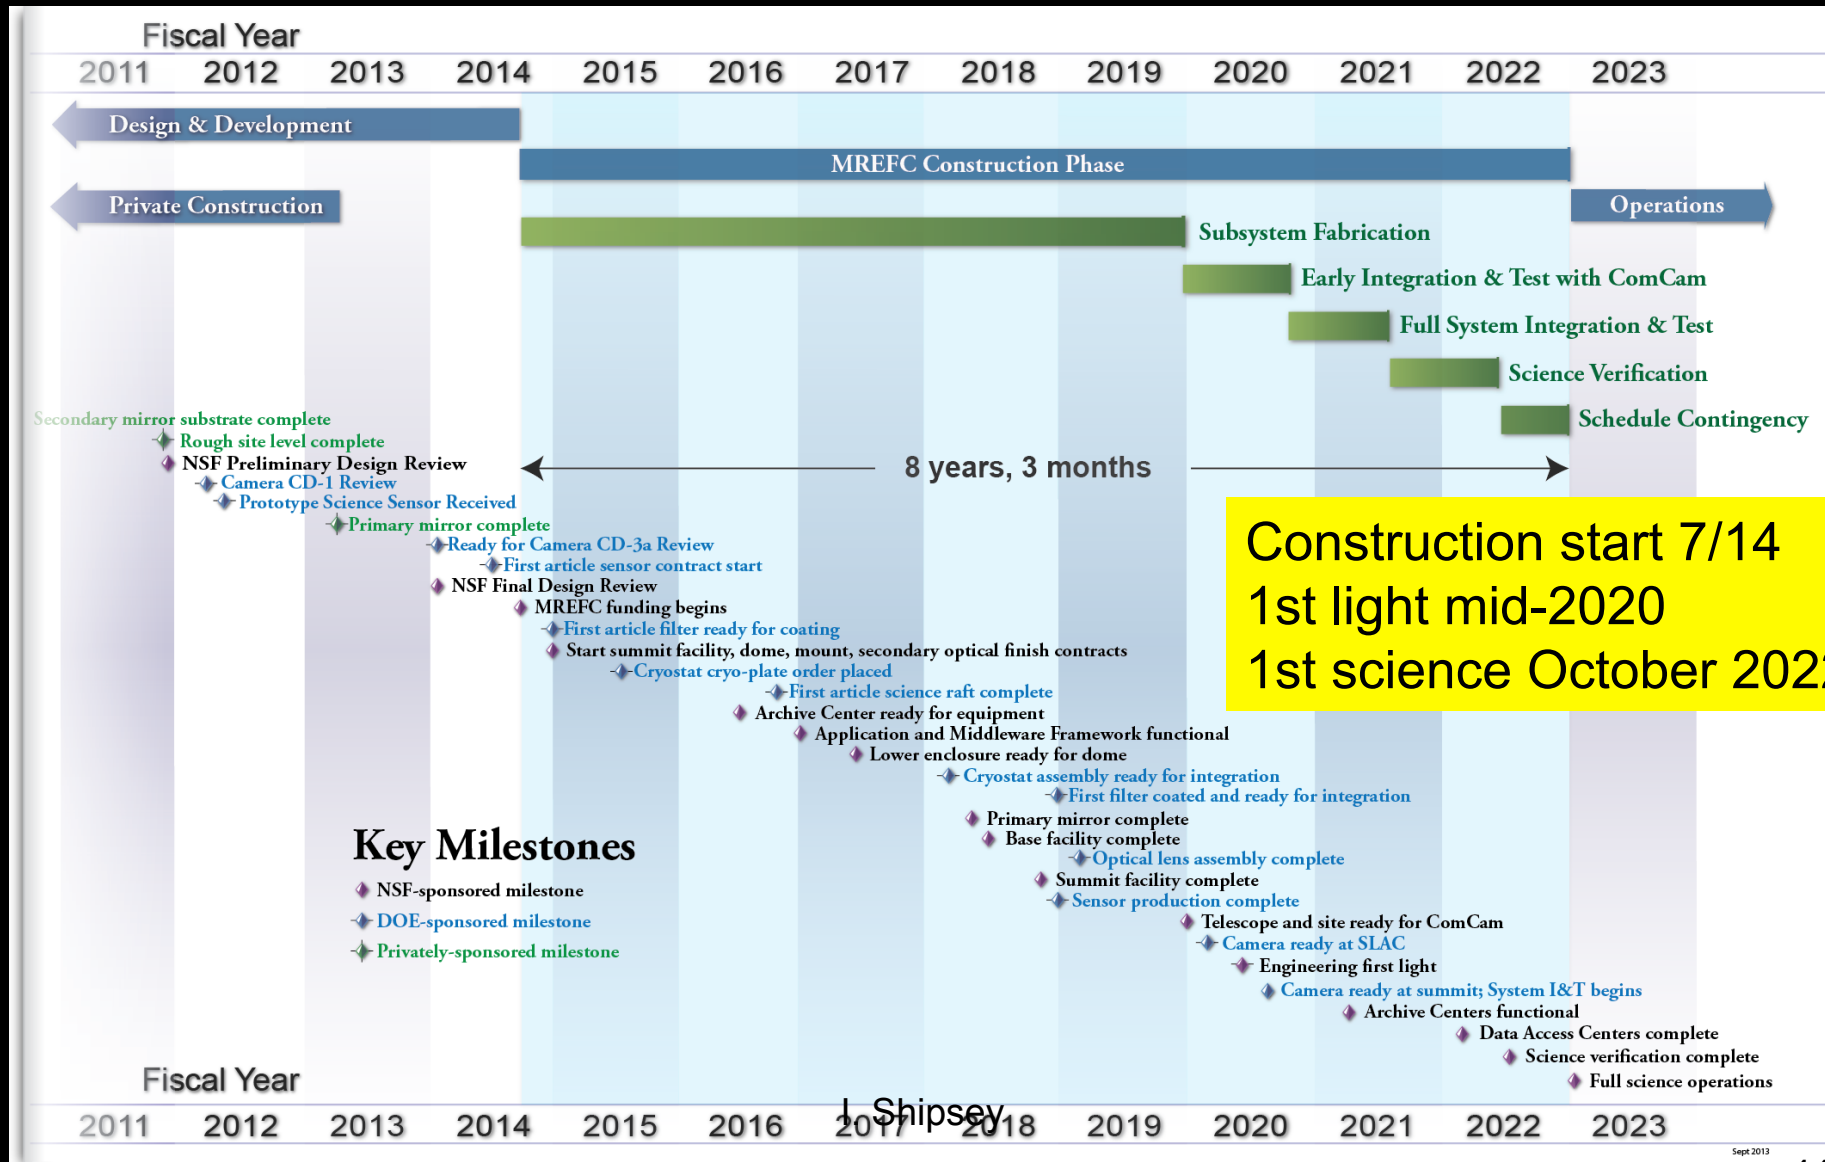 Fiscal Year
2011 2012 2013 2014 2015 2016 2017 2018 2019 2020 2021 2022 2023
Design & Development
MREFC Construction Phase
Private Construction
Operations
Subsystem Fabrication
Early Integration & Test with ComCam
Full System Integration & Test
Science Verification
Schedule Contingency
Secondary mirror substrate complete
Rough site level complete
NSF Preliminary Design Review
8 years, 3 months
Camera CD-1 Review
Prototype Science Sensor Received
Primary mirror complete
Ready for Camera CD-3a Review
First article sensor contract start
NSF Final Design Review
MREFC funding begins
First article filter ready for coating
Start summit facility, dome, mount, secondary optical finish contracts
Cryostat cryo-plate order placed
First article science raft complete
Archive Center ready for equipment
Application and Middleware Framework functional
Lower enclosure ready for dome
Cryostat assembly ready for integration
First filter coated and ready for integration
Primary mirror complete
Base facility complete
Optical lens assembly complete
Summit facility complete
Sensor production complete
Telescope and site ready for ComCam
Camera ready at SLAC
Engineering first light
Camera ready at summit; System I&T begins
Archive Centers functional
Data Access Centers complete
Science verification complete
Full science operations
Construction start 7/14
1st light mid-2020
1st science October 2022
Key Milestones
NSF-sponsored milestone
DOE-sponsored milestone
Privately-sponsored milestone
Fiscal Year
2011 2012 2013 2014 2015 2016 2017 2018 2019 2020 2021 2022 2023
I. Shipsey
Sept 2013